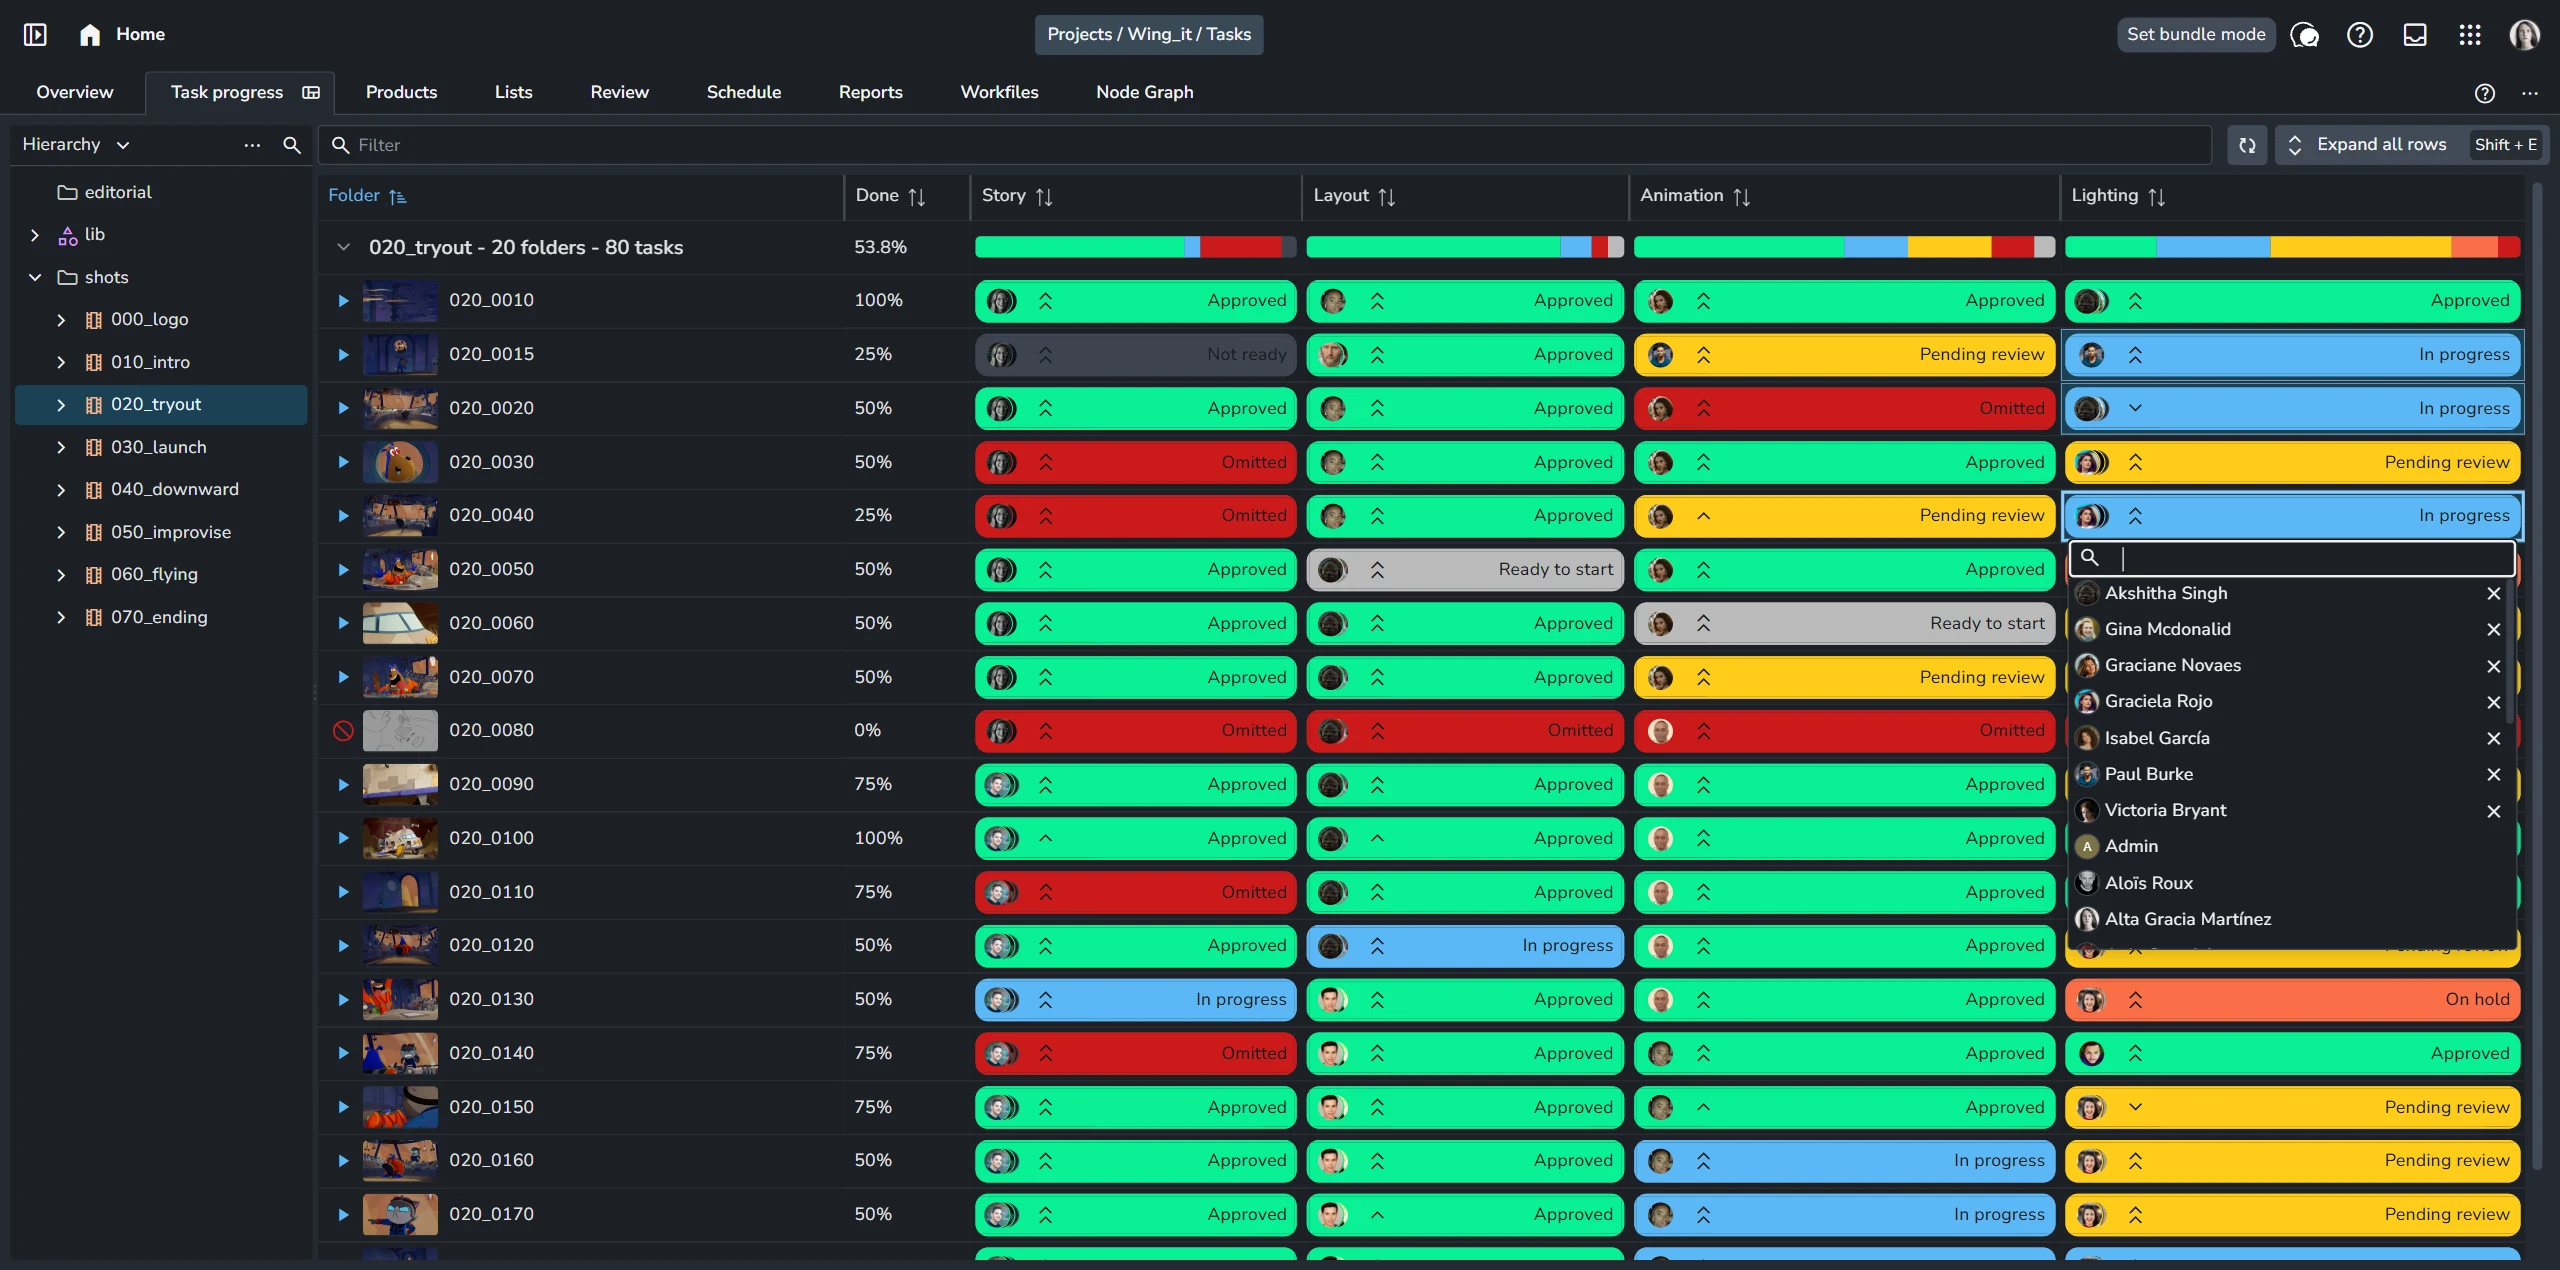 Home
Projects / Wing_it / Tasks
Set bundle mode
Overview
Task progress
Products
Lists
Review
Schedule
Reports
Workfiles
Node Graph
Hierarchy
Filter
Expand all rows
Shift + E
editorial
lib
shots
000_logo
010_intro
020_tryout
030_launch
040_downward
050_improvise
060_flying
070_ending
Folder
Done
Story
Layout
Animation
Lighting
020_tryout - 20 folders - 80 tasks
53.8%
020_0010
100%
Approved
Approved
Approved
Approved
020_0015
25%
Not ready
Approved
Pending review
In progress
020_0020
50%
Approved
Approved
Omitted
In progress
020_0030
50%
Omitted
Approved
Approved
Pending review
020_0040
25%
Omitted
Approved
Pending review
In progress
020_0050
50%
Approved
Ready to start
Approved
020_0060
50%
Approved
Approved
Ready to start
020_0070
50%
Approved
Approved
Pending review
020_0080
0%
Omitted
Omitted
Omitted
020_0090
75%
Approved
Approved
Approved
020_0100
100%
Approved
Approved
Approved
020_0110
75%
Omitted
Approved
Approved
020_0120
50%
Approved
In progress
Approved
Akshitha Singh
Gina Mcdonalid
Graciane Novaes
Graciela Rojo
Isabel García
Paul Burke
Victoria Bryant
A
Admin
Aloïs Roux
Alta Gracia Martínez
020_0130
50%
In progress
Approved
Approved
On hold
020_0140
75%
Omitted
Approved
Approved
Approved
020_0150
75%
Approved
Approved
Approved
Pending review
020_0160
50%
Approved
Approved
In progress
Pending review
020_0170
50%
Approved
Approved
In progress
Pending review